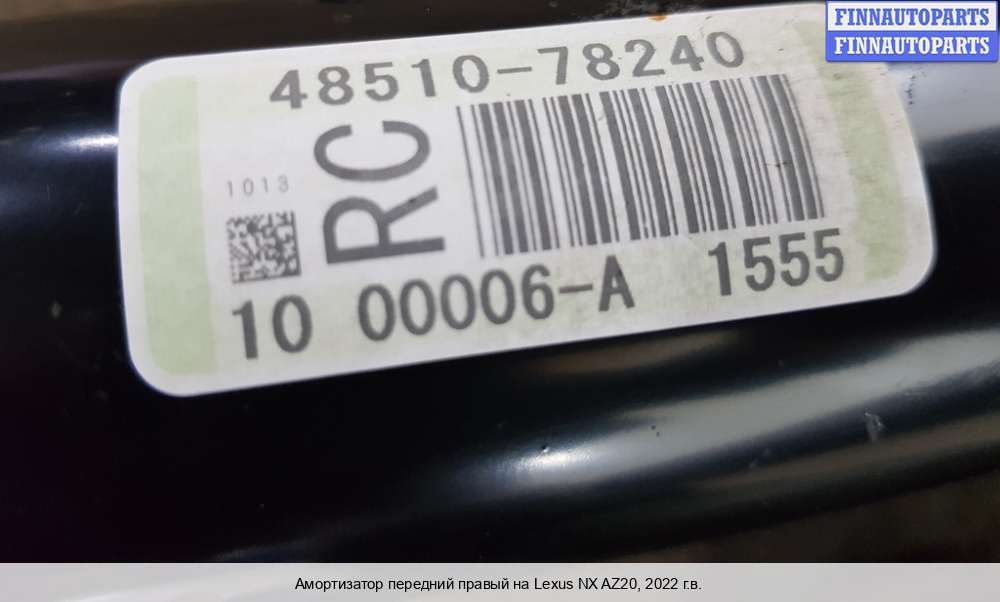 FINNAUTOPARTS
FINNAUTOPARTS
48510-78240
RC
1013
10 00006-A 1555
Амортизатор передний правый на Lexus NX AZ20, 2022 г.в.